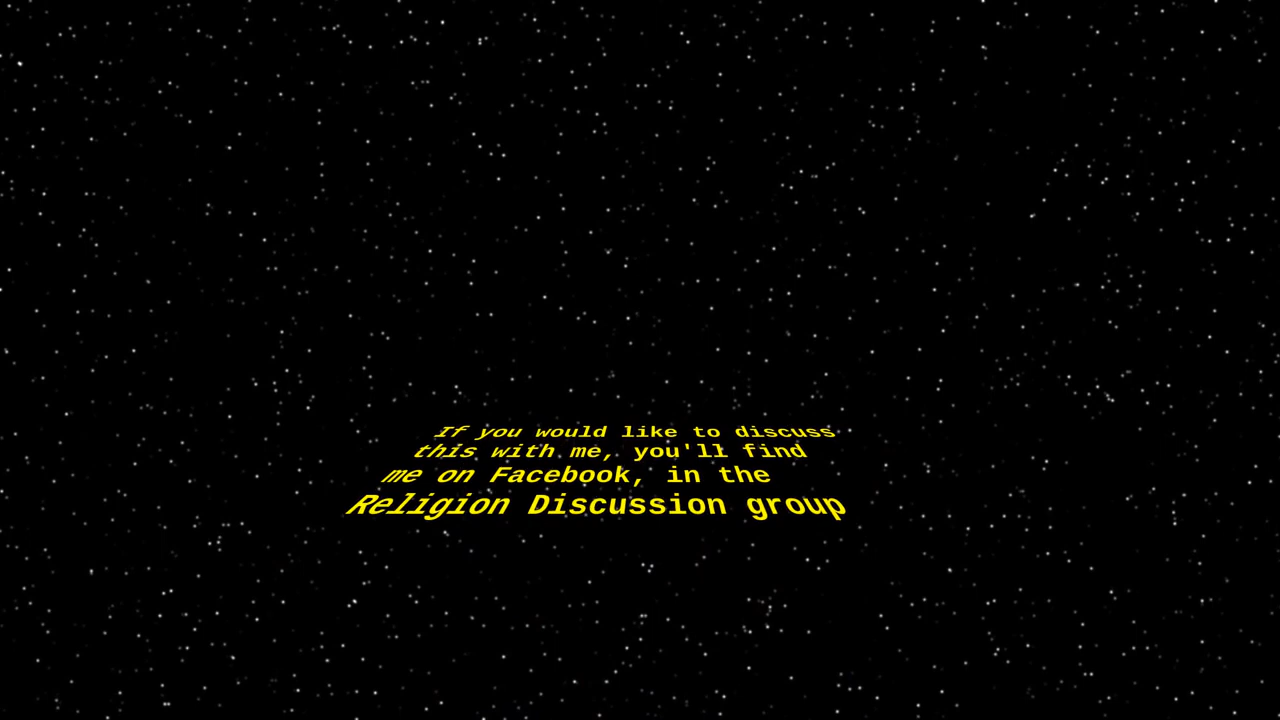 If you would like to discuss
this with me, you'll find
me on Facebook, in the
Religion Discussion group